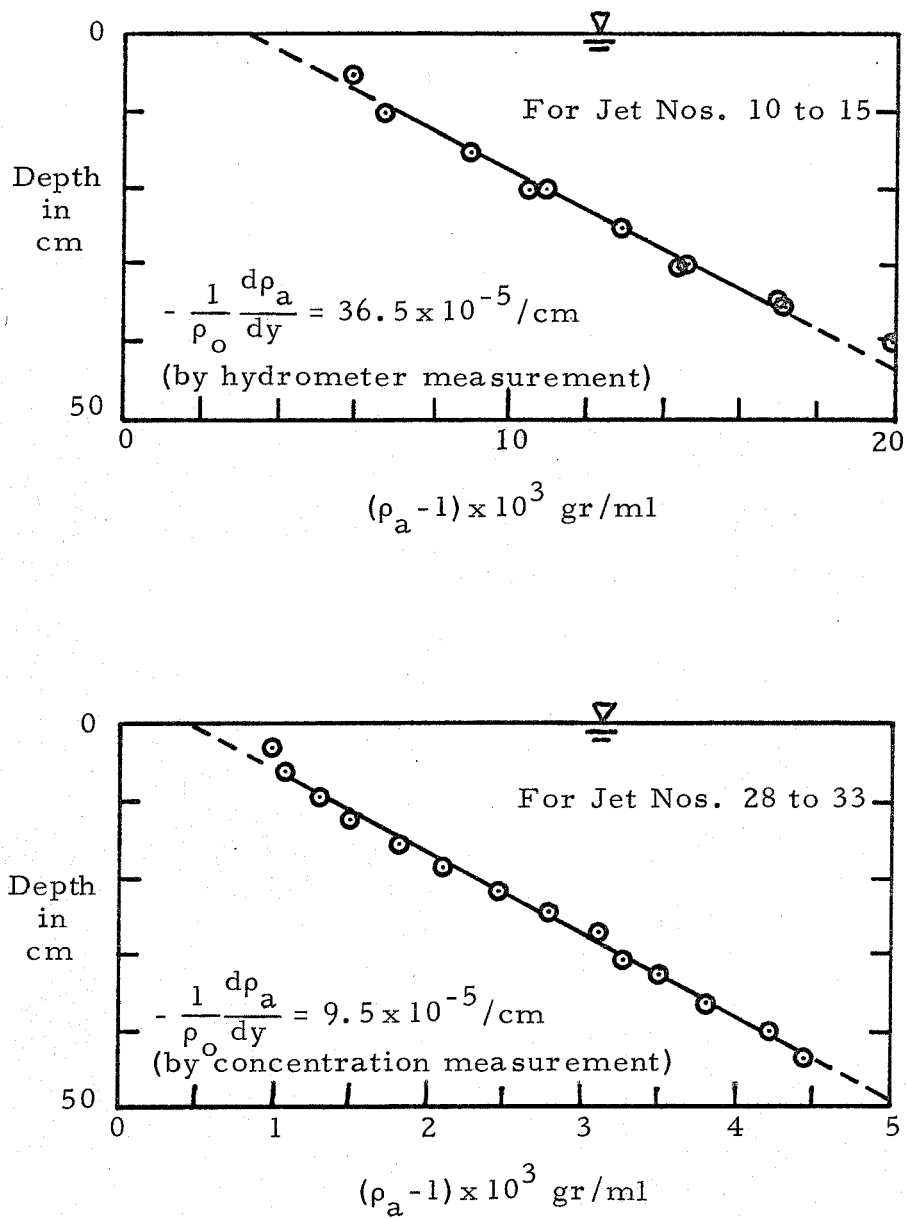 0
For Jet Nos. 10 to 15
Depth
in
cm
- 1/ρo dρa/dy = 36.5 x 10^-5/cm
(by hydrometer measurement)
50
0 10 20
(ρa -1) x 10^3 gr/ml
0
For Jet Nos. 28 to 33
Depth
in
cm
- 1/ρo dρa/dy = 9.5 x 10^-5/cm
(by concentration measurement)
50
0 1 2 3 4 5
(ρa -1) x 10^3 gr/ml